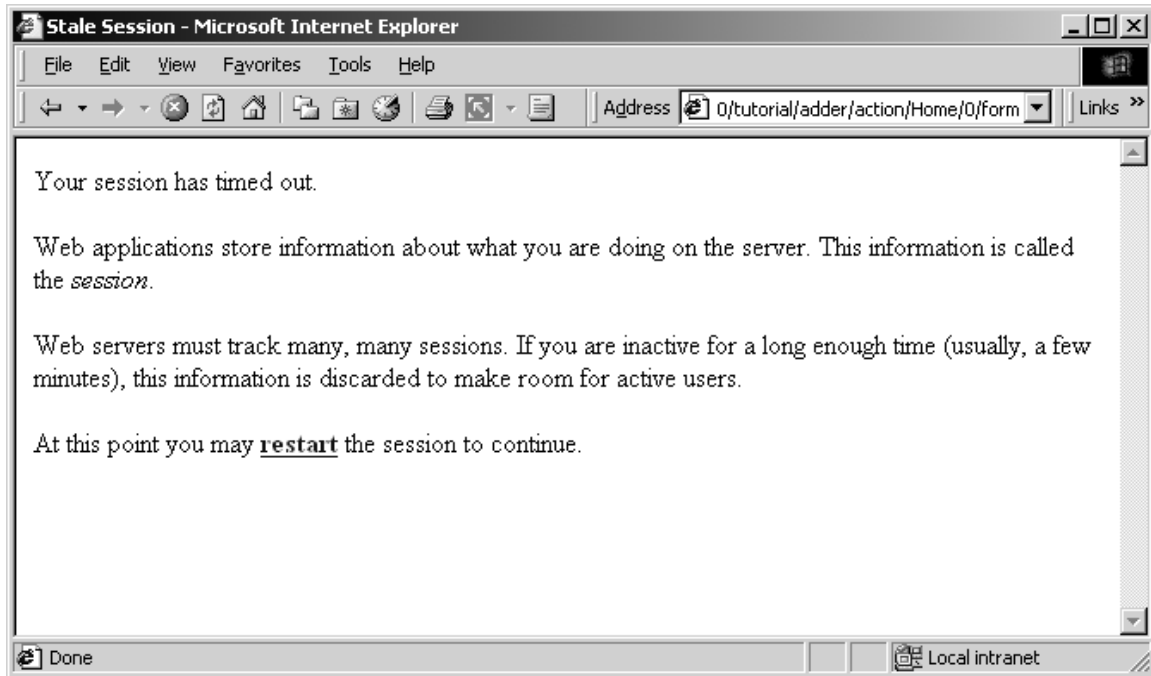 Stale Session - Microsoft Internet Explorer
File Edit View Favorites Tools Help
Address 0/tutorial/adder/action/Home/0/form Links »
Your session has timed out.
Web applications store information about what you are doing on the server. This information is called
the session.
Web servers must track many, many sessions. If you are inactive for a long enough time (usually, a few
minutes), this information is discarded to make room for active users.
At this point you may restart the session to continue.
Done Local intranet